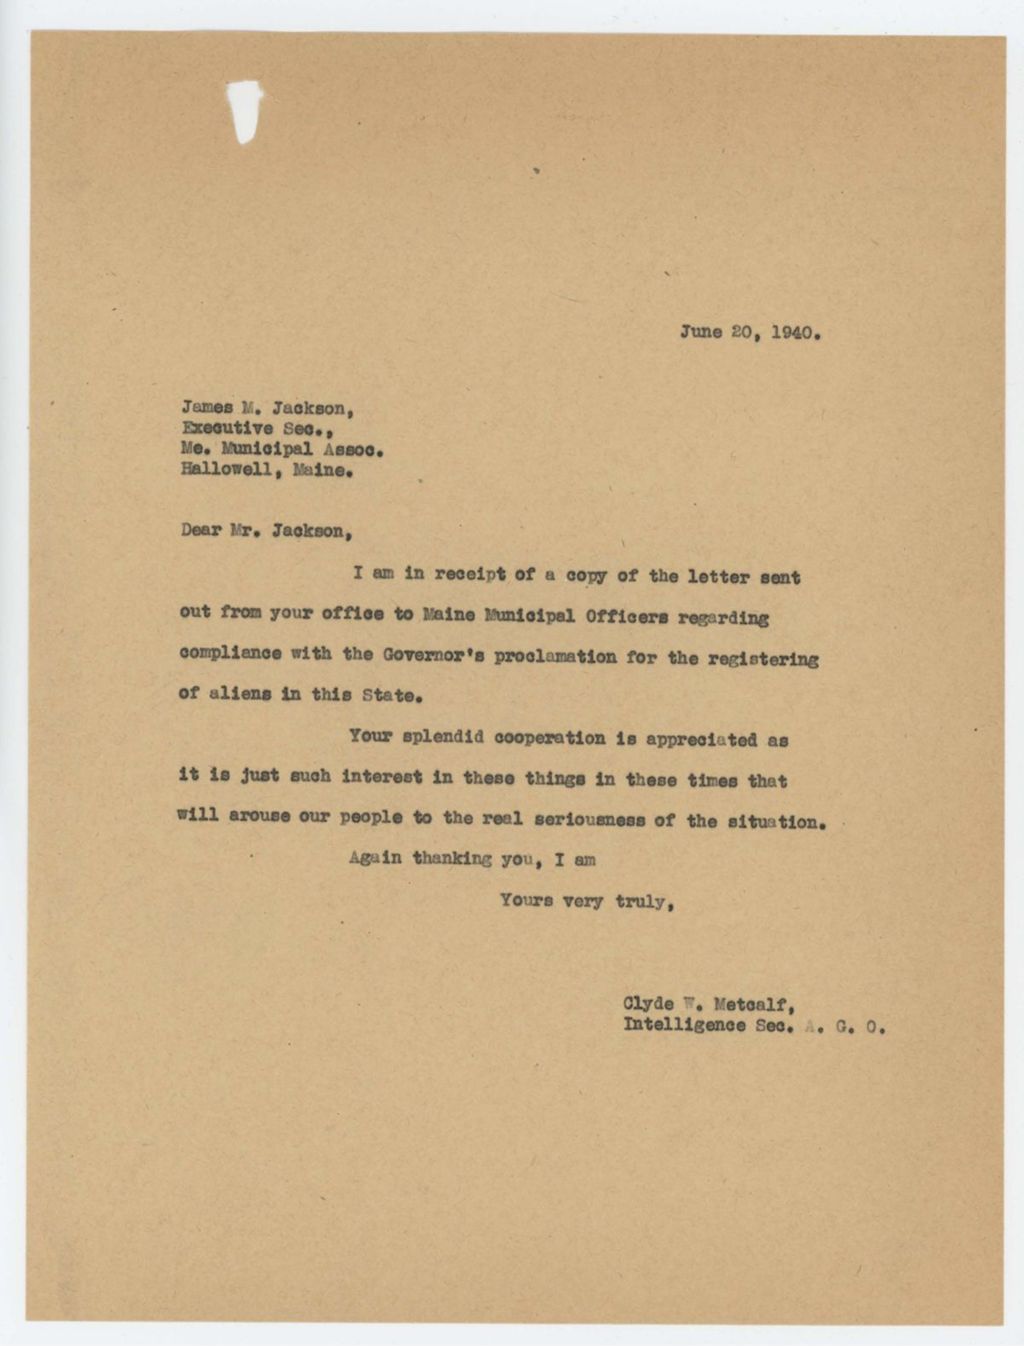 June 20, 1940.
James M. Jackson,
Executive Sec.,
Me. Municipal Assoc.
Hallowell, Maine.
Dear Mr. Jackson,
I am in receipt of a copy of the letter sent
out from your office to Maine Municipal Officers regarding
compliance with the Governor's proclamation for the registering
of aliens in this State.
Your splendid cooperation is appreciated as
it is just such interest in these things in these times that
will arouse our people to the real seriousness of the situation.
Again thanking you, I am
Yours very truly,
Clyde W. Metcalf,
Intelligence Sec. A. G. O.